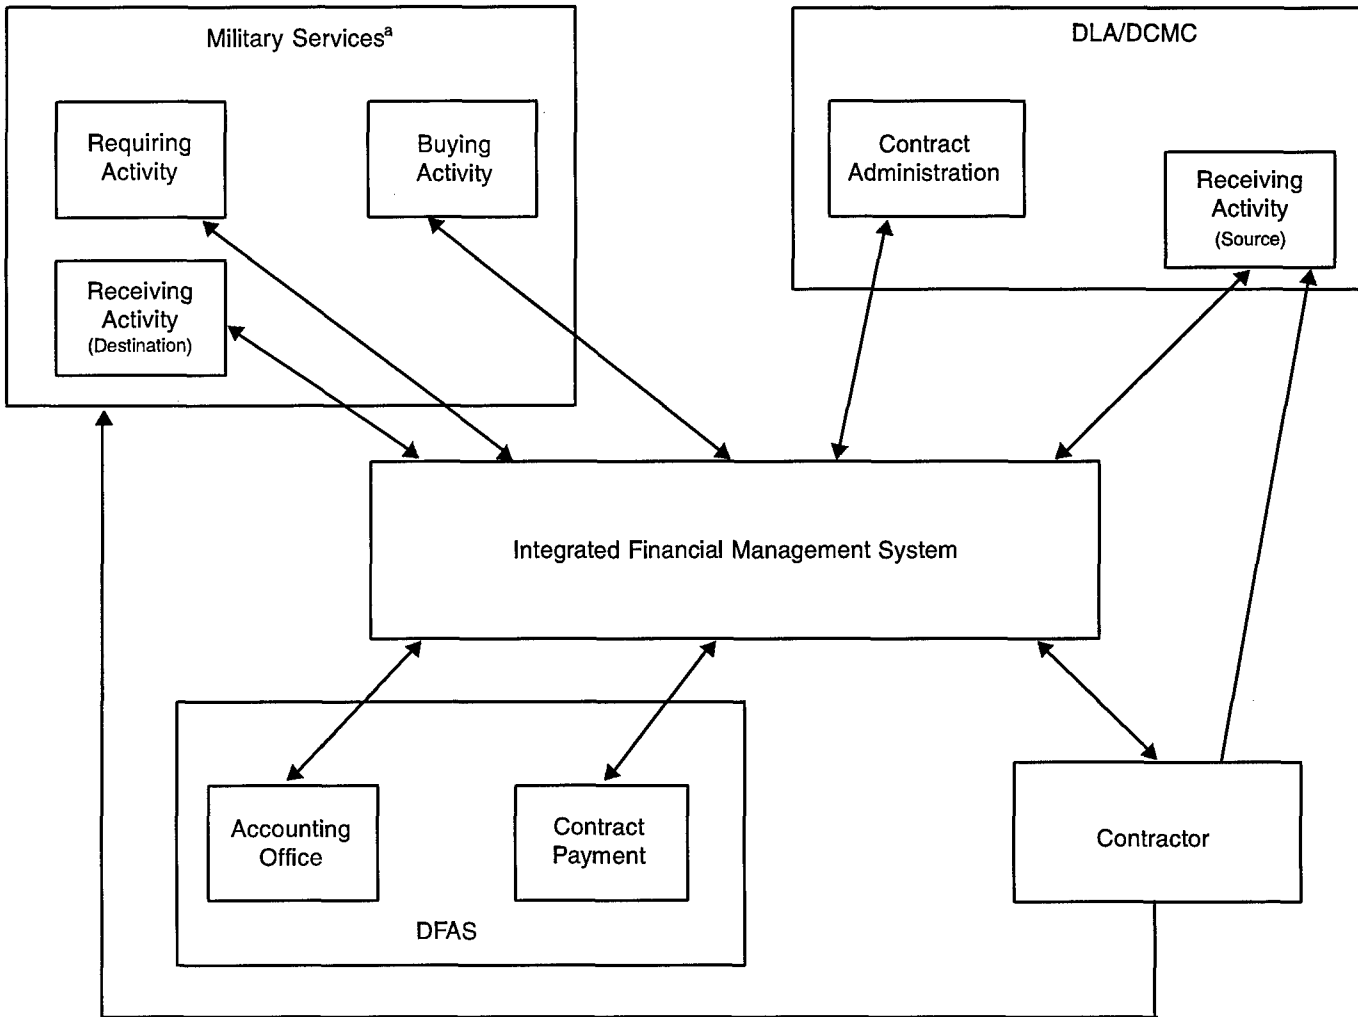 Military Servicesᵃ
Requiring
Activity
Buying
Activity
Receiving
Activity
(Destination)
DLA/DCMC
Contract
Administration
Receiving
Activity
(Source)
Integrated Financial Management System
Accounting
Office
Contract
Payment
DFAS
Contractor